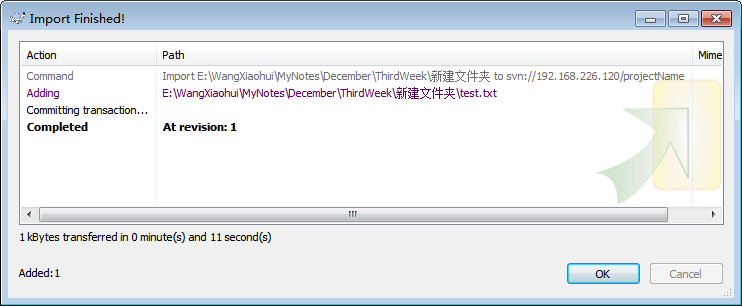 Import Finished!
Action Path Mime
Command Import E:\WangXiaohui\MyNotes\December\ThirdWeek\新建文件夹 to svn://192.168.226.120/projectName
Adding E:\WangXiaohui\MyNotes\December\ThirdWeek\新建文件夹\test.txt
Committing transaction...
Completed At revision: 1
1 kBytes transferred in 0 minute(s) and 11 second(s)
Added:1 OK Cancel